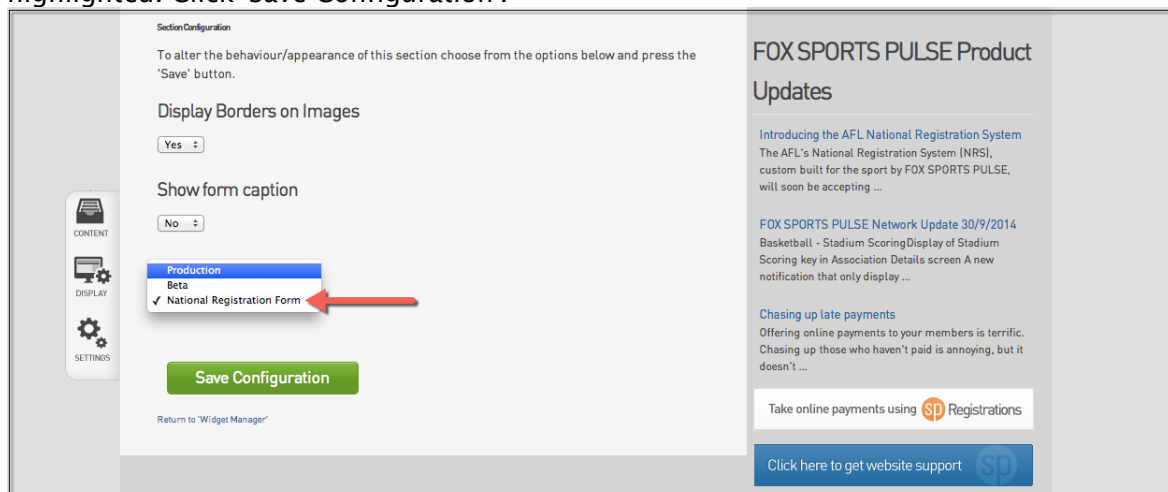 highlighted. Click 'Save Configuration'.
Section Configuration
To alter the behaviour/appearance of this section choose from the options below and press the
'Save' button.
Display Borders on Images
Yes
Show form caption
No
Production
Beta
✓ National Registration Form
Save Configuration
Return to 'Widget Manager'
CONTENT
DISPLAY
SETTINGS
FOX SPORTS PULSE Product
Updates
Introducing the AFL National Registration System
The AFL's National Registration System (NRS),
custom built for the sport by FOX SPORTS PULSE,
will soon be accepting ...
FOX SPORTS PULSE Network Update 30/9/2014
Basketball - Stadium ScoringDisplay of Stadium
Scoring key in Association Details screen A new
notification that only display ...
Chasing up late payments
Offering online payments to your members is terrific.
Chasing up those who haven't paid is annoying, but it
doesn't ...
Take online payments using sp Registrations
Click here to get website support sp